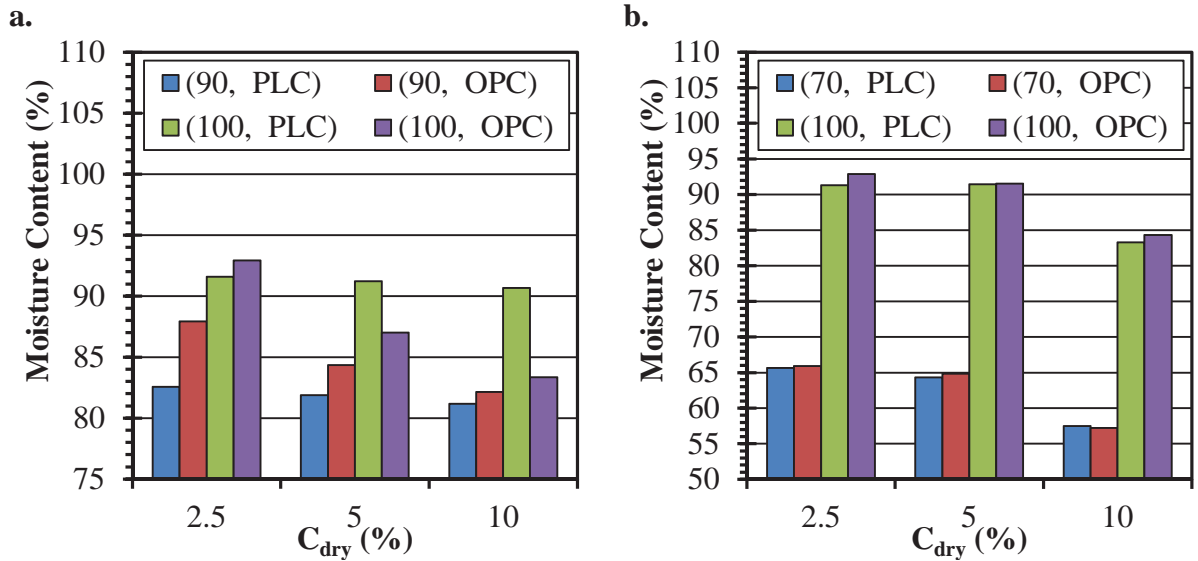 a.
110
105
100
95
90
85
80
75
Moisture Content (%)
(90, PLC) (90, OPC)
(100, PLC) (100, OPC)
2.5 5 10
C_dry (%)
b.
110
105
100
95
90
85
80
75
70
65
60
55
50
Moisture Content (%)
(70, PLC) (70, OPC)
(100, PLC) (100, OPC)
2.5 5 10
C_dry (%)